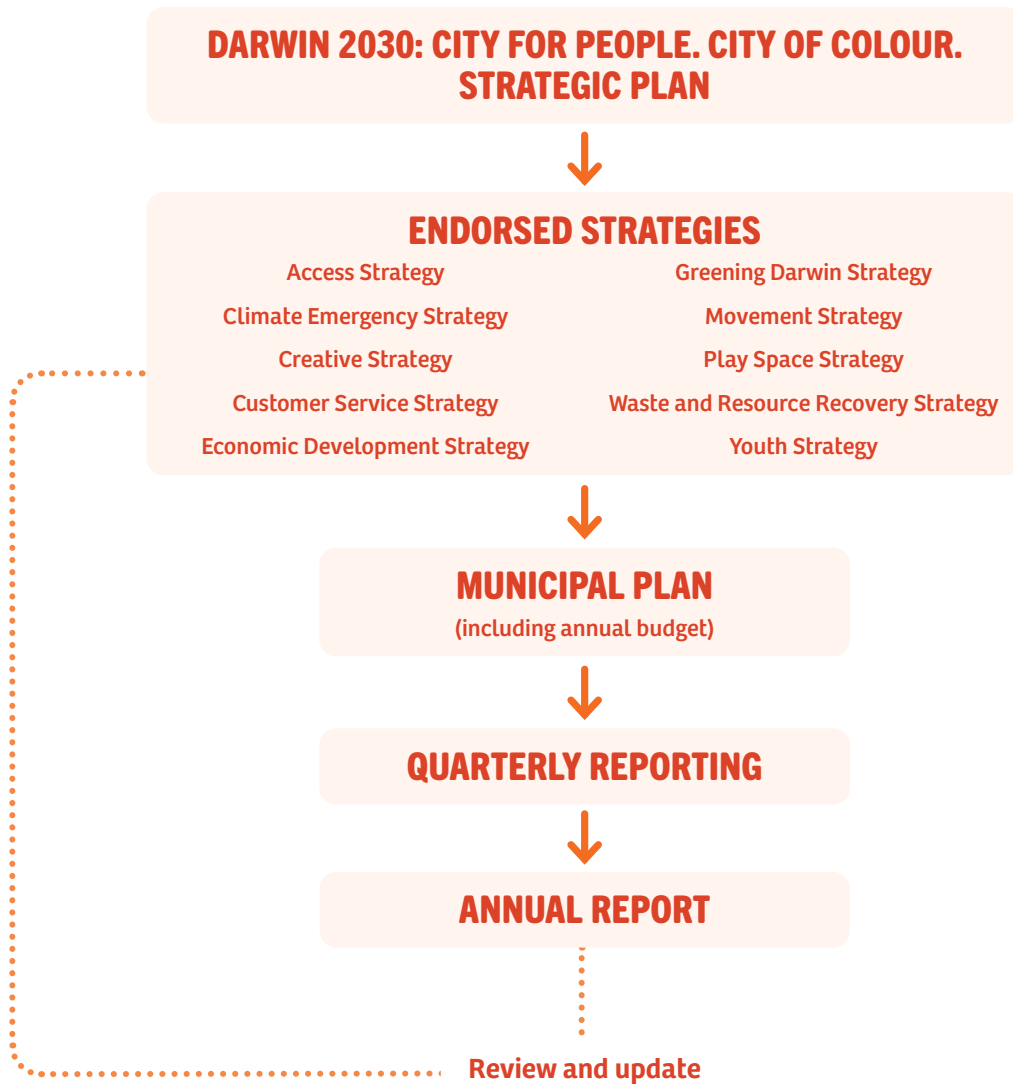 DARWIN 2030: CITY FOR PEOPLE. CITY OF COLOUR.
STRATEGIC PLAN
ENDORSED STRATEGIES
Access Strategy
Climate Emergency Strategy
Creative Strategy
Customer Service Strategy
Economic Development Strategy
Greening Darwin Strategy
Movement Strategy
Play Space Strategy
Waste and Resource Recovery Strategy
Youth Strategy
MUNICIPAL PLAN
(including annual budget)
QUARTERLY REPORTING
ANNUAL REPORT
Review and update